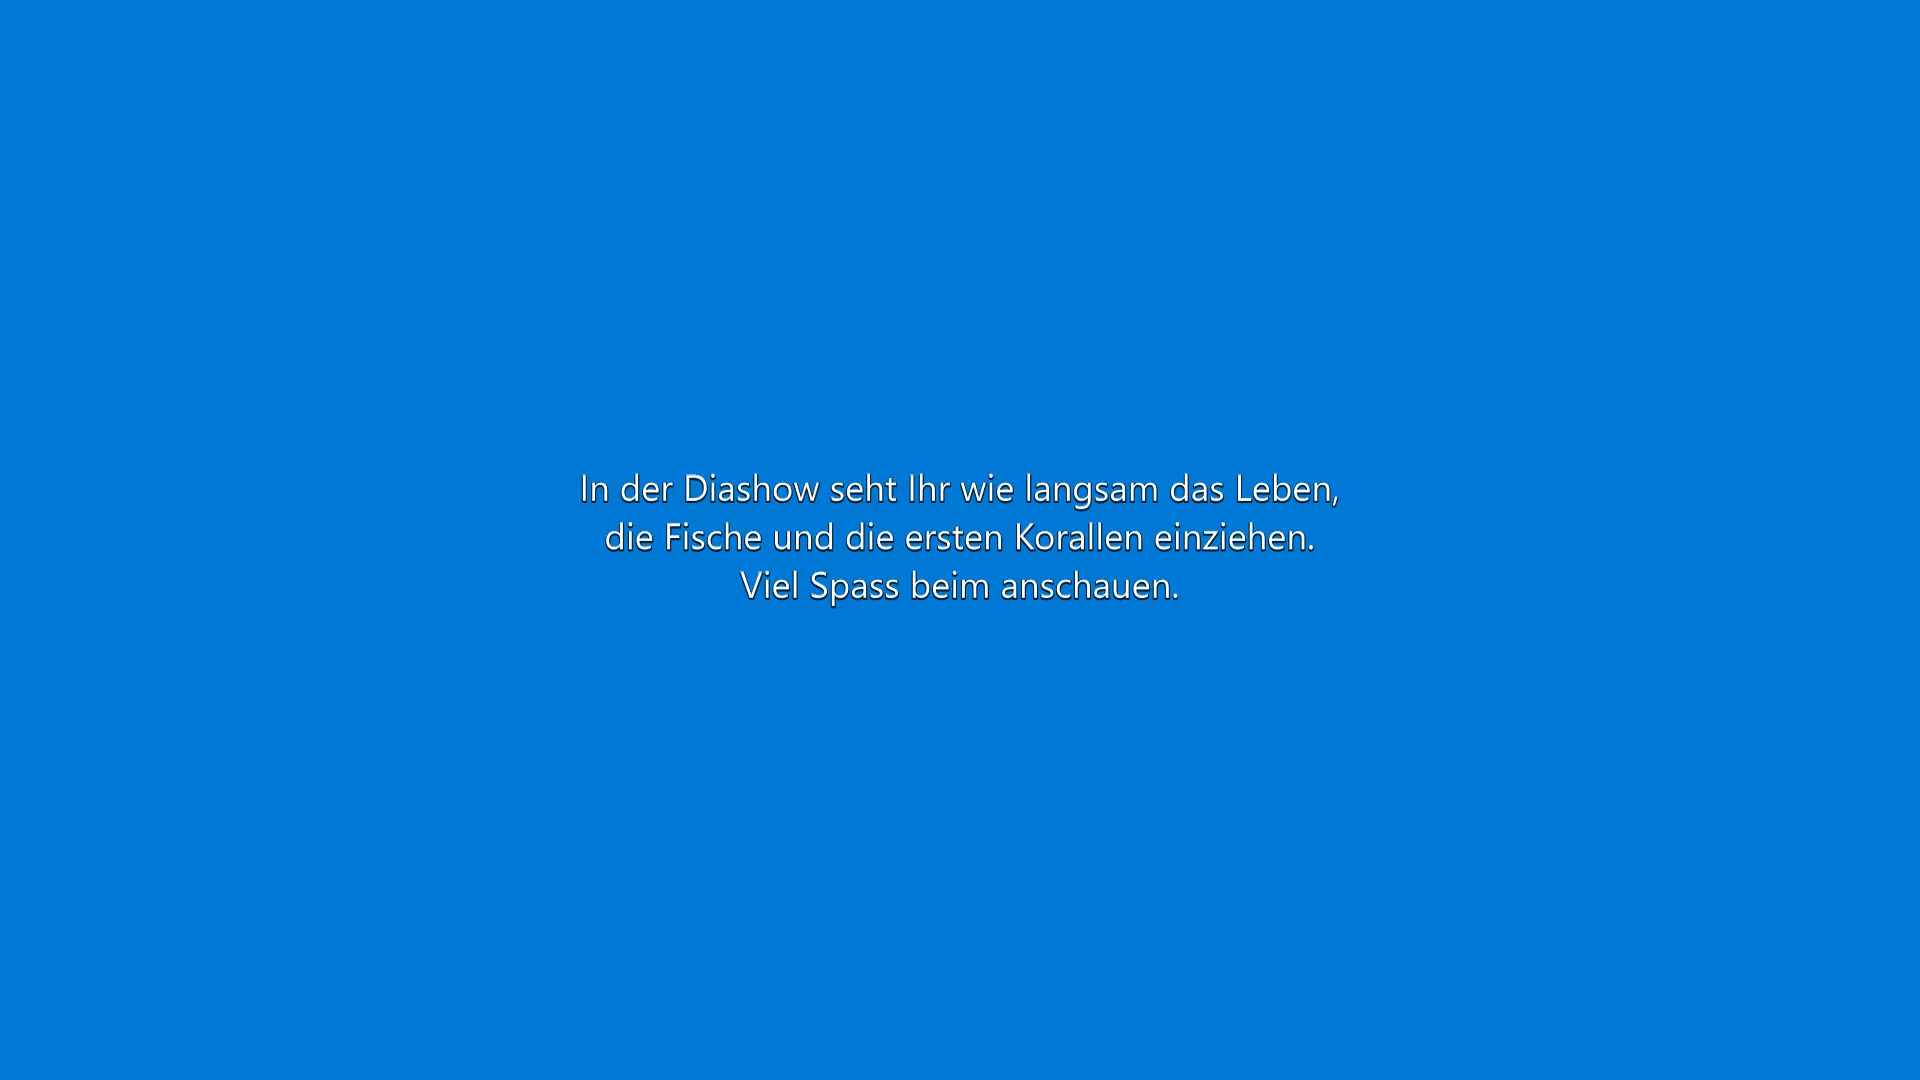 In der Diashow seht Ihr wie langsam das Leben,
die Fische und die ersten Korallen einziehen.
Viel Spass beim anschauen.